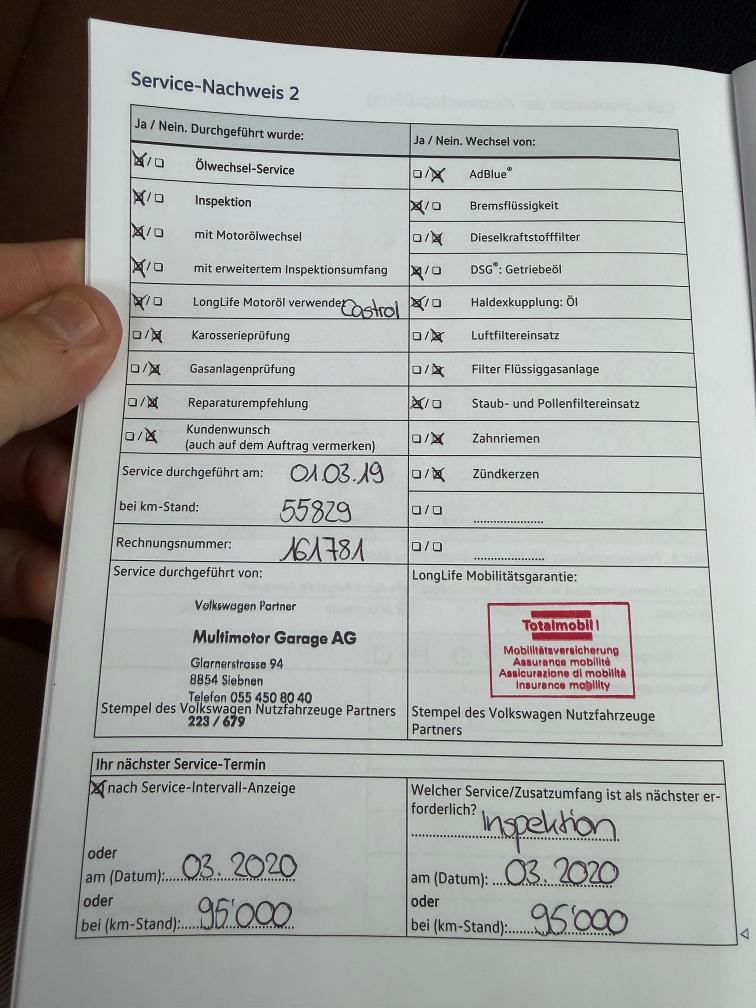 Service-Nachweis 2
Ja / Nein. Durchgeführt wurde:
☒/☐ Ölwechsel-Service
☒/☐ Inspektion
☒/☐ mit Motorölwechsel
☒/☐ mit erweitertem Inspektionsumfang
☒/☐ LongLife Motoröl verwendet Castrol
☐/☒ Karosserieprüfung
☐/☒ Gasanlagenprüfung
☐/☒ Reparaturempfehlung
☐/☒ Kundenwunsch
(auch auf dem Auftrag vermerken)
Service durchgeführt am: 01.03.19
bei km-Stand: 55829
Rechnungsnummer: 161781
Ja / Nein. Wechsel von:
☐/☒ AdBlue®
☒/☐ Bremsflüssigkeit
☐/☒ Dieselkraftstofffilter
☒/☐ DSG®: Getriebeöl
☒/☐ Haldexkupplung: Öl
☐/☒ Luftfiltereinsatz
☐/☒ Filter Flüssiggasanlage
☒/☐ Staub- und Pollenfiltereinsatz
☐/☒ Zahnriemen
☐/☒ Zündkerzen
☐/☐ ......................
☐/☐ ......................
Service durchgeführt von:
Volkswagen Partner
Multimotor Garage AG
Glarnerstrasse 94
8854 Siebnen
Telefon 055 450 80 40
Stempel des Volkswagen Nutzfahrzeuge Partners
223 / 679
LongLife Mobilitätsgarantie:
Totalmobil !
Mobilitätsversicherung
Assurance mobilité
Assicurazione di mobilità
Insurance mobility
Stempel des Volkswagen Nutzfahrzeuge
Partners
Ihr nächster Service-Termin
☒ nach Service-Intervall-Anzeige
oder
am (Datum): 03. 2020
oder
bei (km-Stand): 95'000
Welcher Service/Zusatzumfang ist als nächster er-
forderlich?
Inspektion
am (Datum): 03. 2020
oder
bei (km-Stand): 95'000